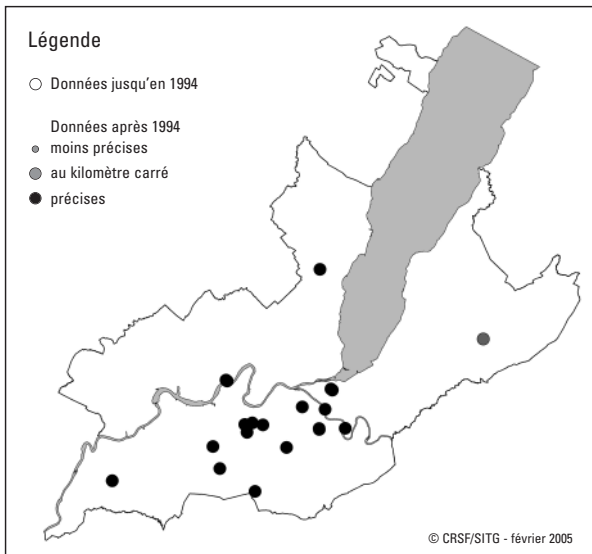 Légende
Données jusqu'en 1994
Données après 1994
moins précises
au kilomètre carré
précises
© CRSF/SITG - février 2005